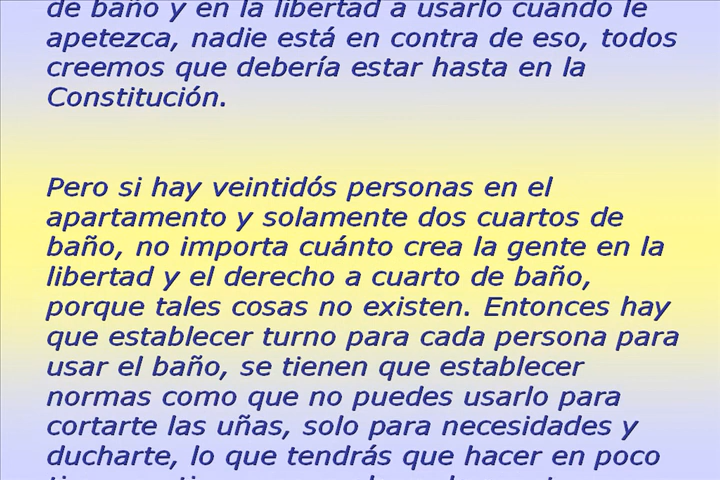 de baño y en la libertad a usarlo cuando le
apetezca, nadie está en contra de eso, todos
creemos que debería estar hasta en la
Constitución.
Pero si hay veintidós personas en el
apartamento y solamente dos cuartos de
baño, no importa cuánto crea la gente en la
libertad y el derecho a cuarto de baño,
porque tales cosas no existen. Entonces hay
que establecer turno para cada persona para
usar el baño, se tienen que establecer
normas como que no puedes usarlo para
cortarte las uñas, solo para necesidades y
ducharte, lo que tendrás que hacer en poco